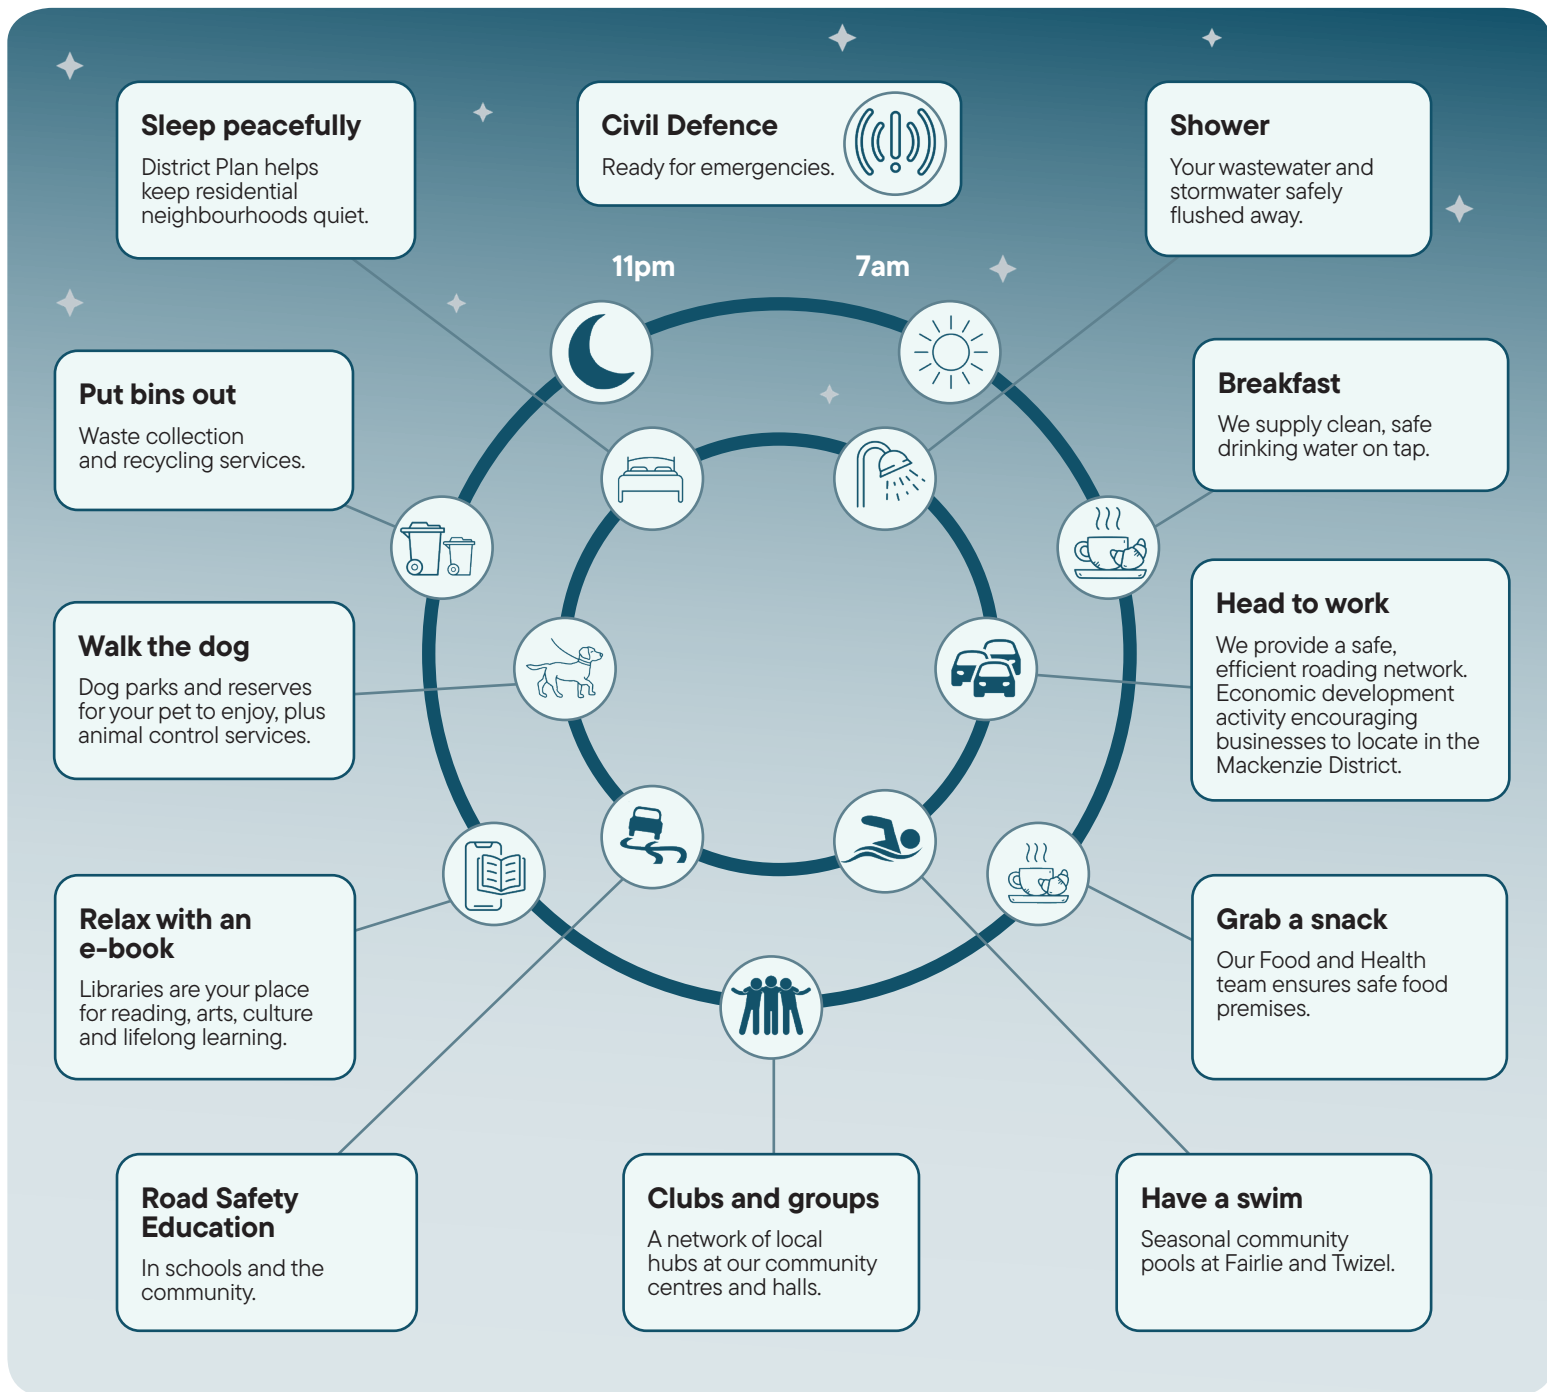 Sleep peacefully
District Plan helps
keep residential
neighbourhoods quiet.
Civil Defence
Ready for emergencies.
Shower
Your wastewater and
stormwater safely
flushed away.
11pm
7am
Put bins out
Waste collection
and recycling services.
Breakfast
We supply clean, safe
drinking water on tap.
Walk the dog
Dog parks and reserves
for your pet to enjoy, plus
animal control services.
Head to work
We provide a safe,
efficient roading network.
Economic development
activity encouraging
businesses to locate in the
Mackenzie District.
Relax with an
e-book
Libraries are your place
for reading, arts, culture
and lifelong learning.
Grab a snack
Our Food and Health
team ensures safe food
premises.
Road Safety
Education
In schools and the
community.
Clubs and groups
A network of local
hubs at our community
centres and halls.
Have a swim
Seasonal community
pools at Fairlie and Twizel.